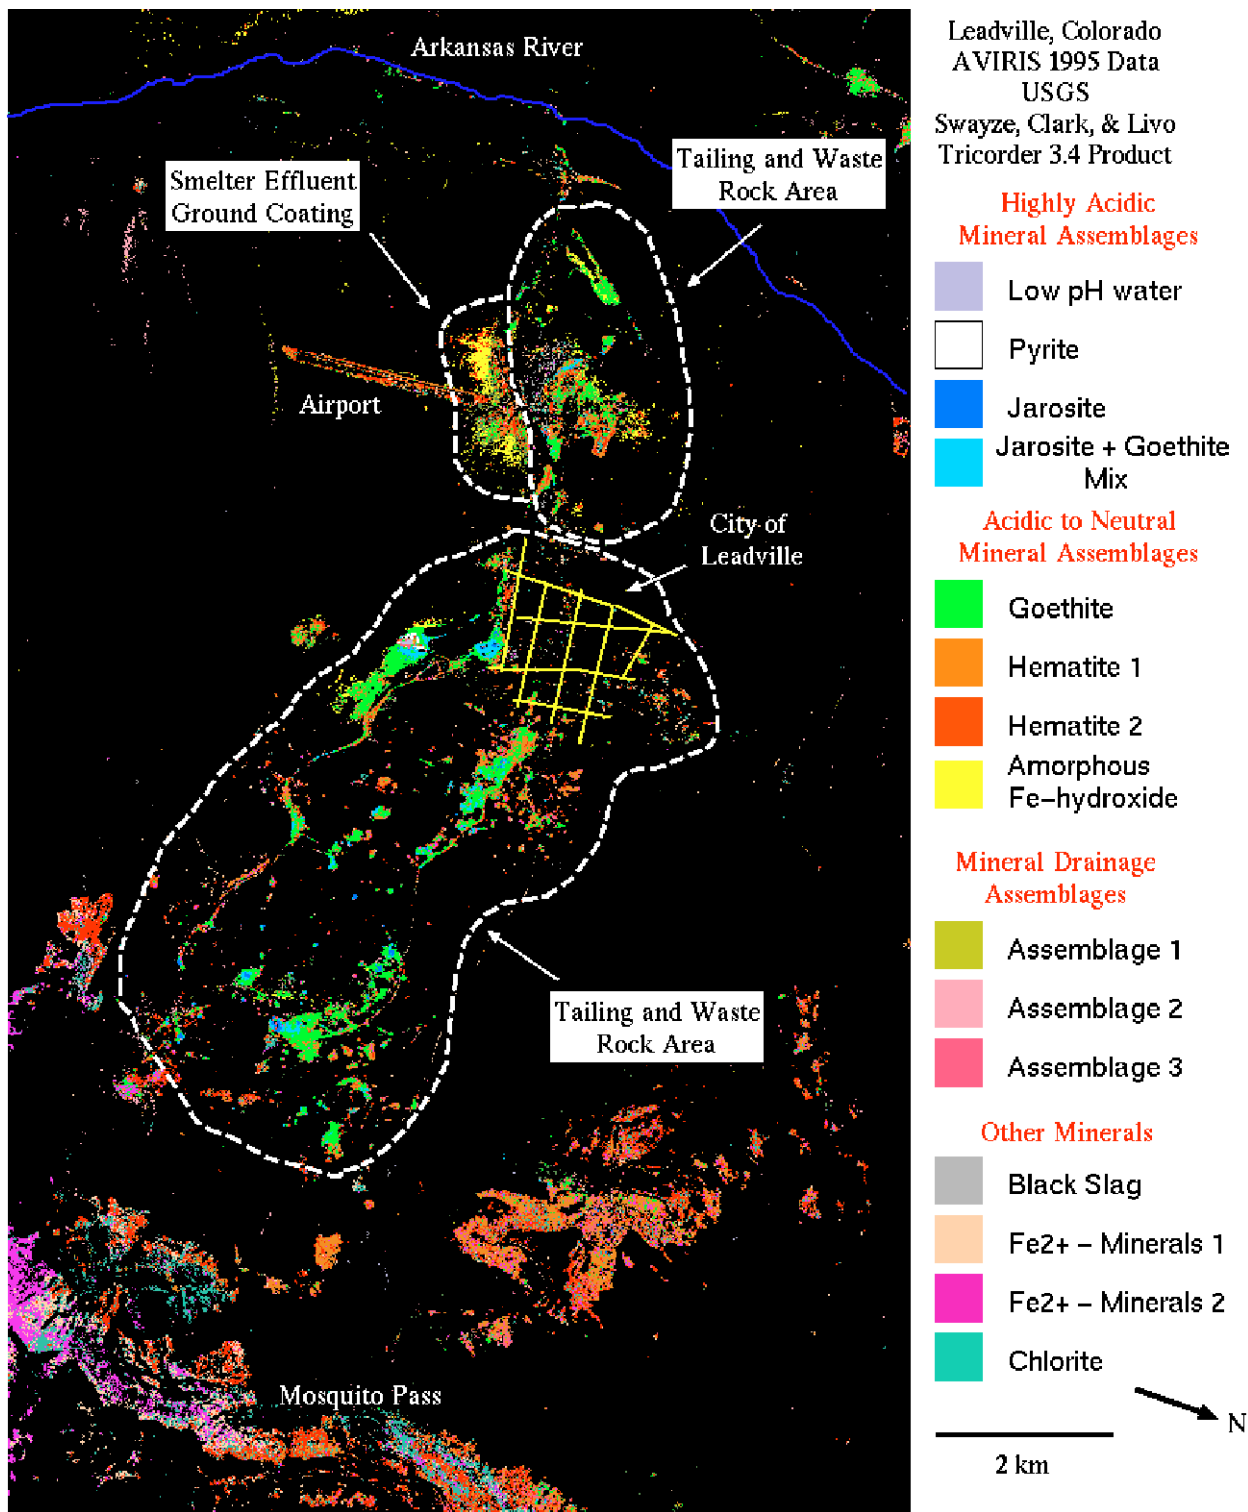 Arkansas River
Smelter Effluent
Ground Coating
Tailing and Waste
Rock Area
Airport
City of
Leadville
Tailing and Waste
Rock Area
Mosquito Pass
Leadville, Colorado
AVIRIS 1995 Data
USGS
Swayze, Clark, & Livo
Tricorder 3.4 Product
Highly Acidic
Mineral Assemblages
Low pH water
Pyrite
Jarosite
Jarosite + Goethite
Mix
Acidic to Neutral
Mineral Assemblages
Goethite
Hematite 1
Hematite 2
Amorphous
Fe-hydroxide
Mineral Drainage
Assemblages
Assemblage 1
Assemblage 2
Assemblage 3
Other Minerals
Black Slag
Fe2+ - Minerals 1
Fe2+ - Minerals 2
Chlorite
N
2 km